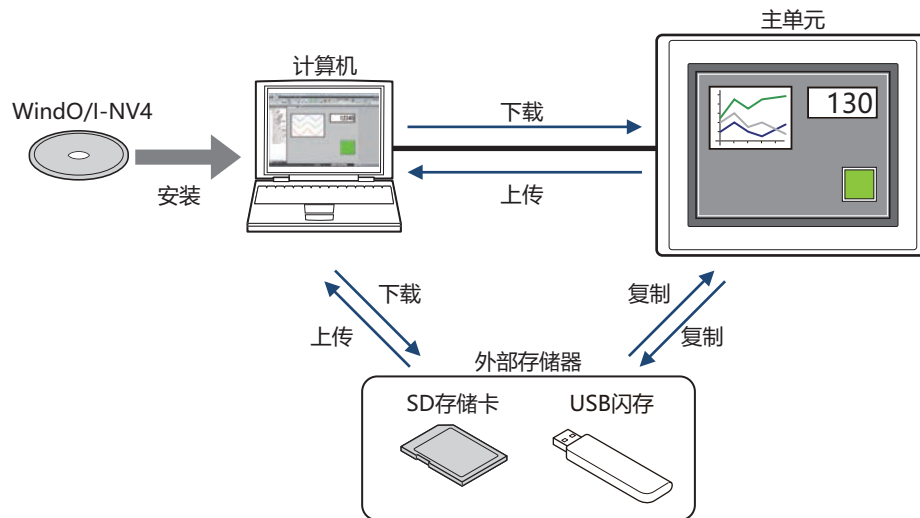 主单元
计算机
WindO/I-NV4
安装
下载
上传
130
下载
上传
复制
复制
外部存储器
SD存储卡
USB闪存